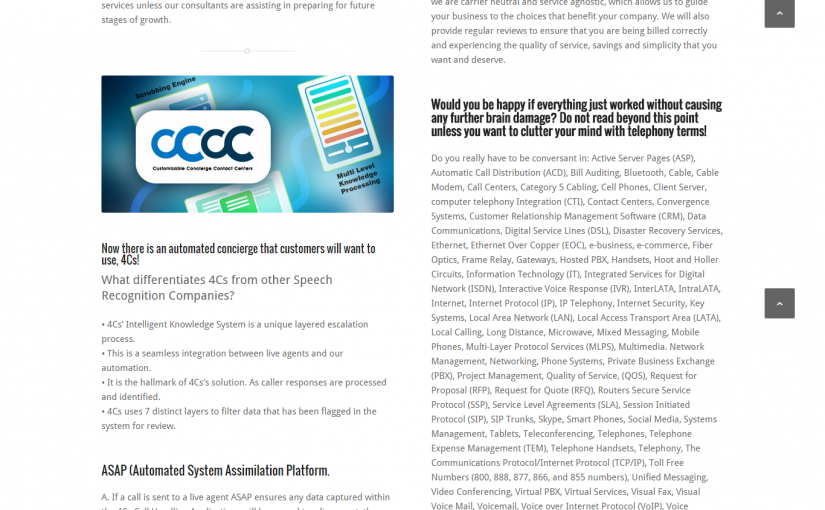 services unless our consultants are assisting in preparing for future
stages of growth.
Scrubbing Engine
CCCC
Customizable Concierge Contact Centers
Multi Level
Knowledge
Processing
Now there is an automated concierge that customers will want to
use, 4Cs!
What differentiates 4Cs from other Speech
Recognition Companies?
• 4Cs’ Intelligent Knowledge System is a unique layered escalation
process.
• This is a seamless integration between live agents and our
automation.
• It is the hallmark of 4Cs’s solution. As caller responses are processed
and identified.
• 4Cs uses 7 distinct layers to filter data that has been flagged in the
system for review.
ASAP (Automated System Assimilation Platform.
A. If a call is sent to a live agent ASAP ensures any data captured within
we are carrier neutral and service agnostic, which allows us to guide
your business to the choices that benefit your company. We will also
provide regular reviews to ensure that you are being billed correctly
and experiencing the quality of service, savings and simplicity that you
want and deserve.
Would you be happy if everything just worked without causing
any further brain damage? Do not read beyond this point
unless you want to clutter your mind with telephony terms!
Do you really have to be conversant in: Active Server Pages (ASP),
Automatic Call Distribution (ACD), Bill Auditing, Bluetooth, Cable, Cable
Modem, Call Centers, Category 5 Cabling, Cell Phones, Client Server,
computer telephony Integration (CTI), Contact Centers, Convergence
Systems, Customer Relationship Management Software (CRM), Data
Communications, Digital Service Lines (DSL), Disaster Recovery Services,
Ethernet, Ethernet Over Copper (EOC), e-business, e-commerce, Fiber
Optics, Frame Relay, Gateways, Hosted PBX, Handsets, Hoot and Holler
Circuits, Information Technology (IT), Integrated Services for Digital
Network (ISDN), Interactive Voice Response (IVR), InterLATA, IntraLATA,
Internet, Internet Protocol (IP), IP Telephony, Internet Security, Key
Systems, Local Area Network (LAN), Local Access Transport Area (LATA),
Local Calling, Long Distance, Microwave, Mixed Messaging, Mobile
Phones, Multi-Layer Protocol Services (MLPS), Multimedia. Network
Management, Networking, Phone Systems, Private Business Exchange
(PBX), Project Management, Quality of Service, (QOS), Request for
Proposal (RFP), Request for Quote (RFQ), Routers Secure Service
Protocol (SSP), Service Level Agreements (SLA), Session Initiated
Protocol (SIP), SIP Trunks, Skype, Smart Phones, Social Media, Systems
Management, Tablets, Teleconferencing, Telephones, Telephone
Expense Management (TEM), Telephone Handsets, Telephony, The
Communications Protocol/Internet Protocol (TCP/IP), Toll Free
Numbers (800, 888, 877, 866, and 855 numbers), Unified Messaging,
Video Conferencing, Virtual PBX, Virtual Services, Visual Fax, Visual
Voice Mail, Voicemail, Voice over Internet Protocol (VoIP), Voice